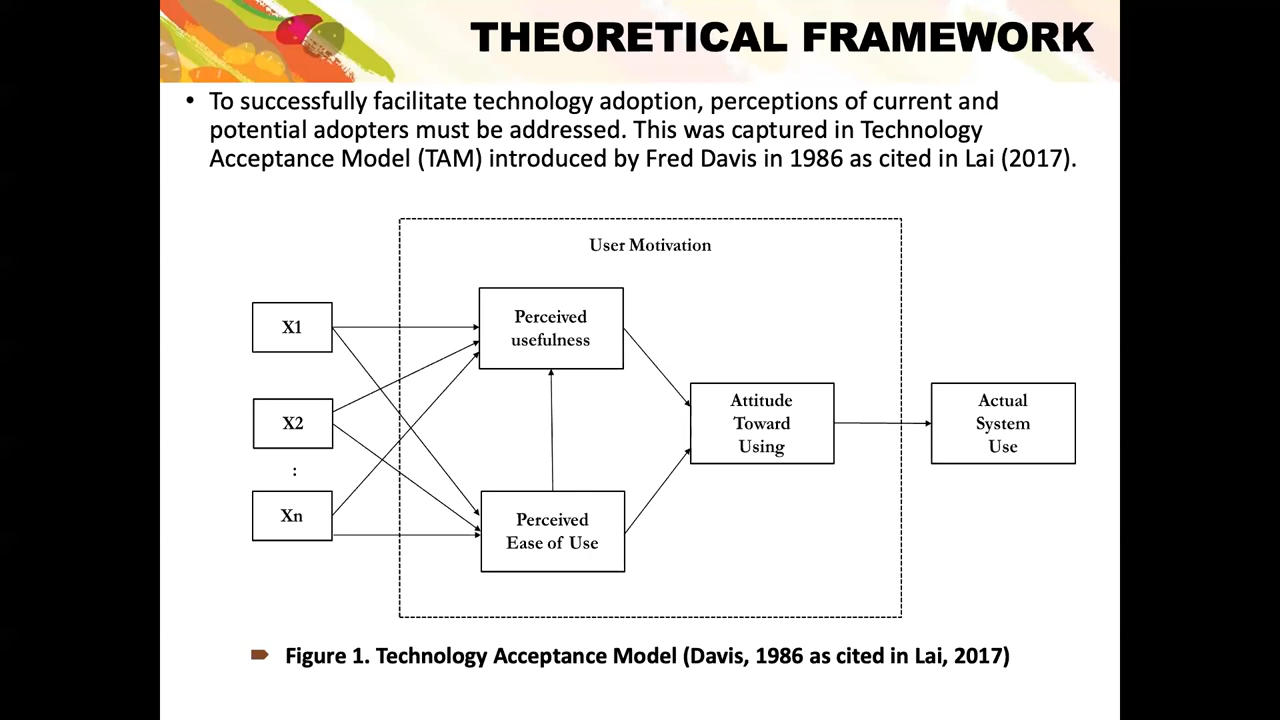 THEORETICAL FRAMEWORK
• To successfully facilitate technology adoption, perceptions of current and
potential adopters must be addressed. This was captured in Technology
Acceptance Model (TAM) introduced by Fred Davis in 1986 as cited in Lai (2017).
User Motivation
X1
X2
:
Xn
Perceived
usefulness
Perceived
Ease of Use
Attitude
Toward
Using
Actual
System
Use
Figure 1. Technology Acceptance Model (Davis, 1986 as cited in Lai, 2017)